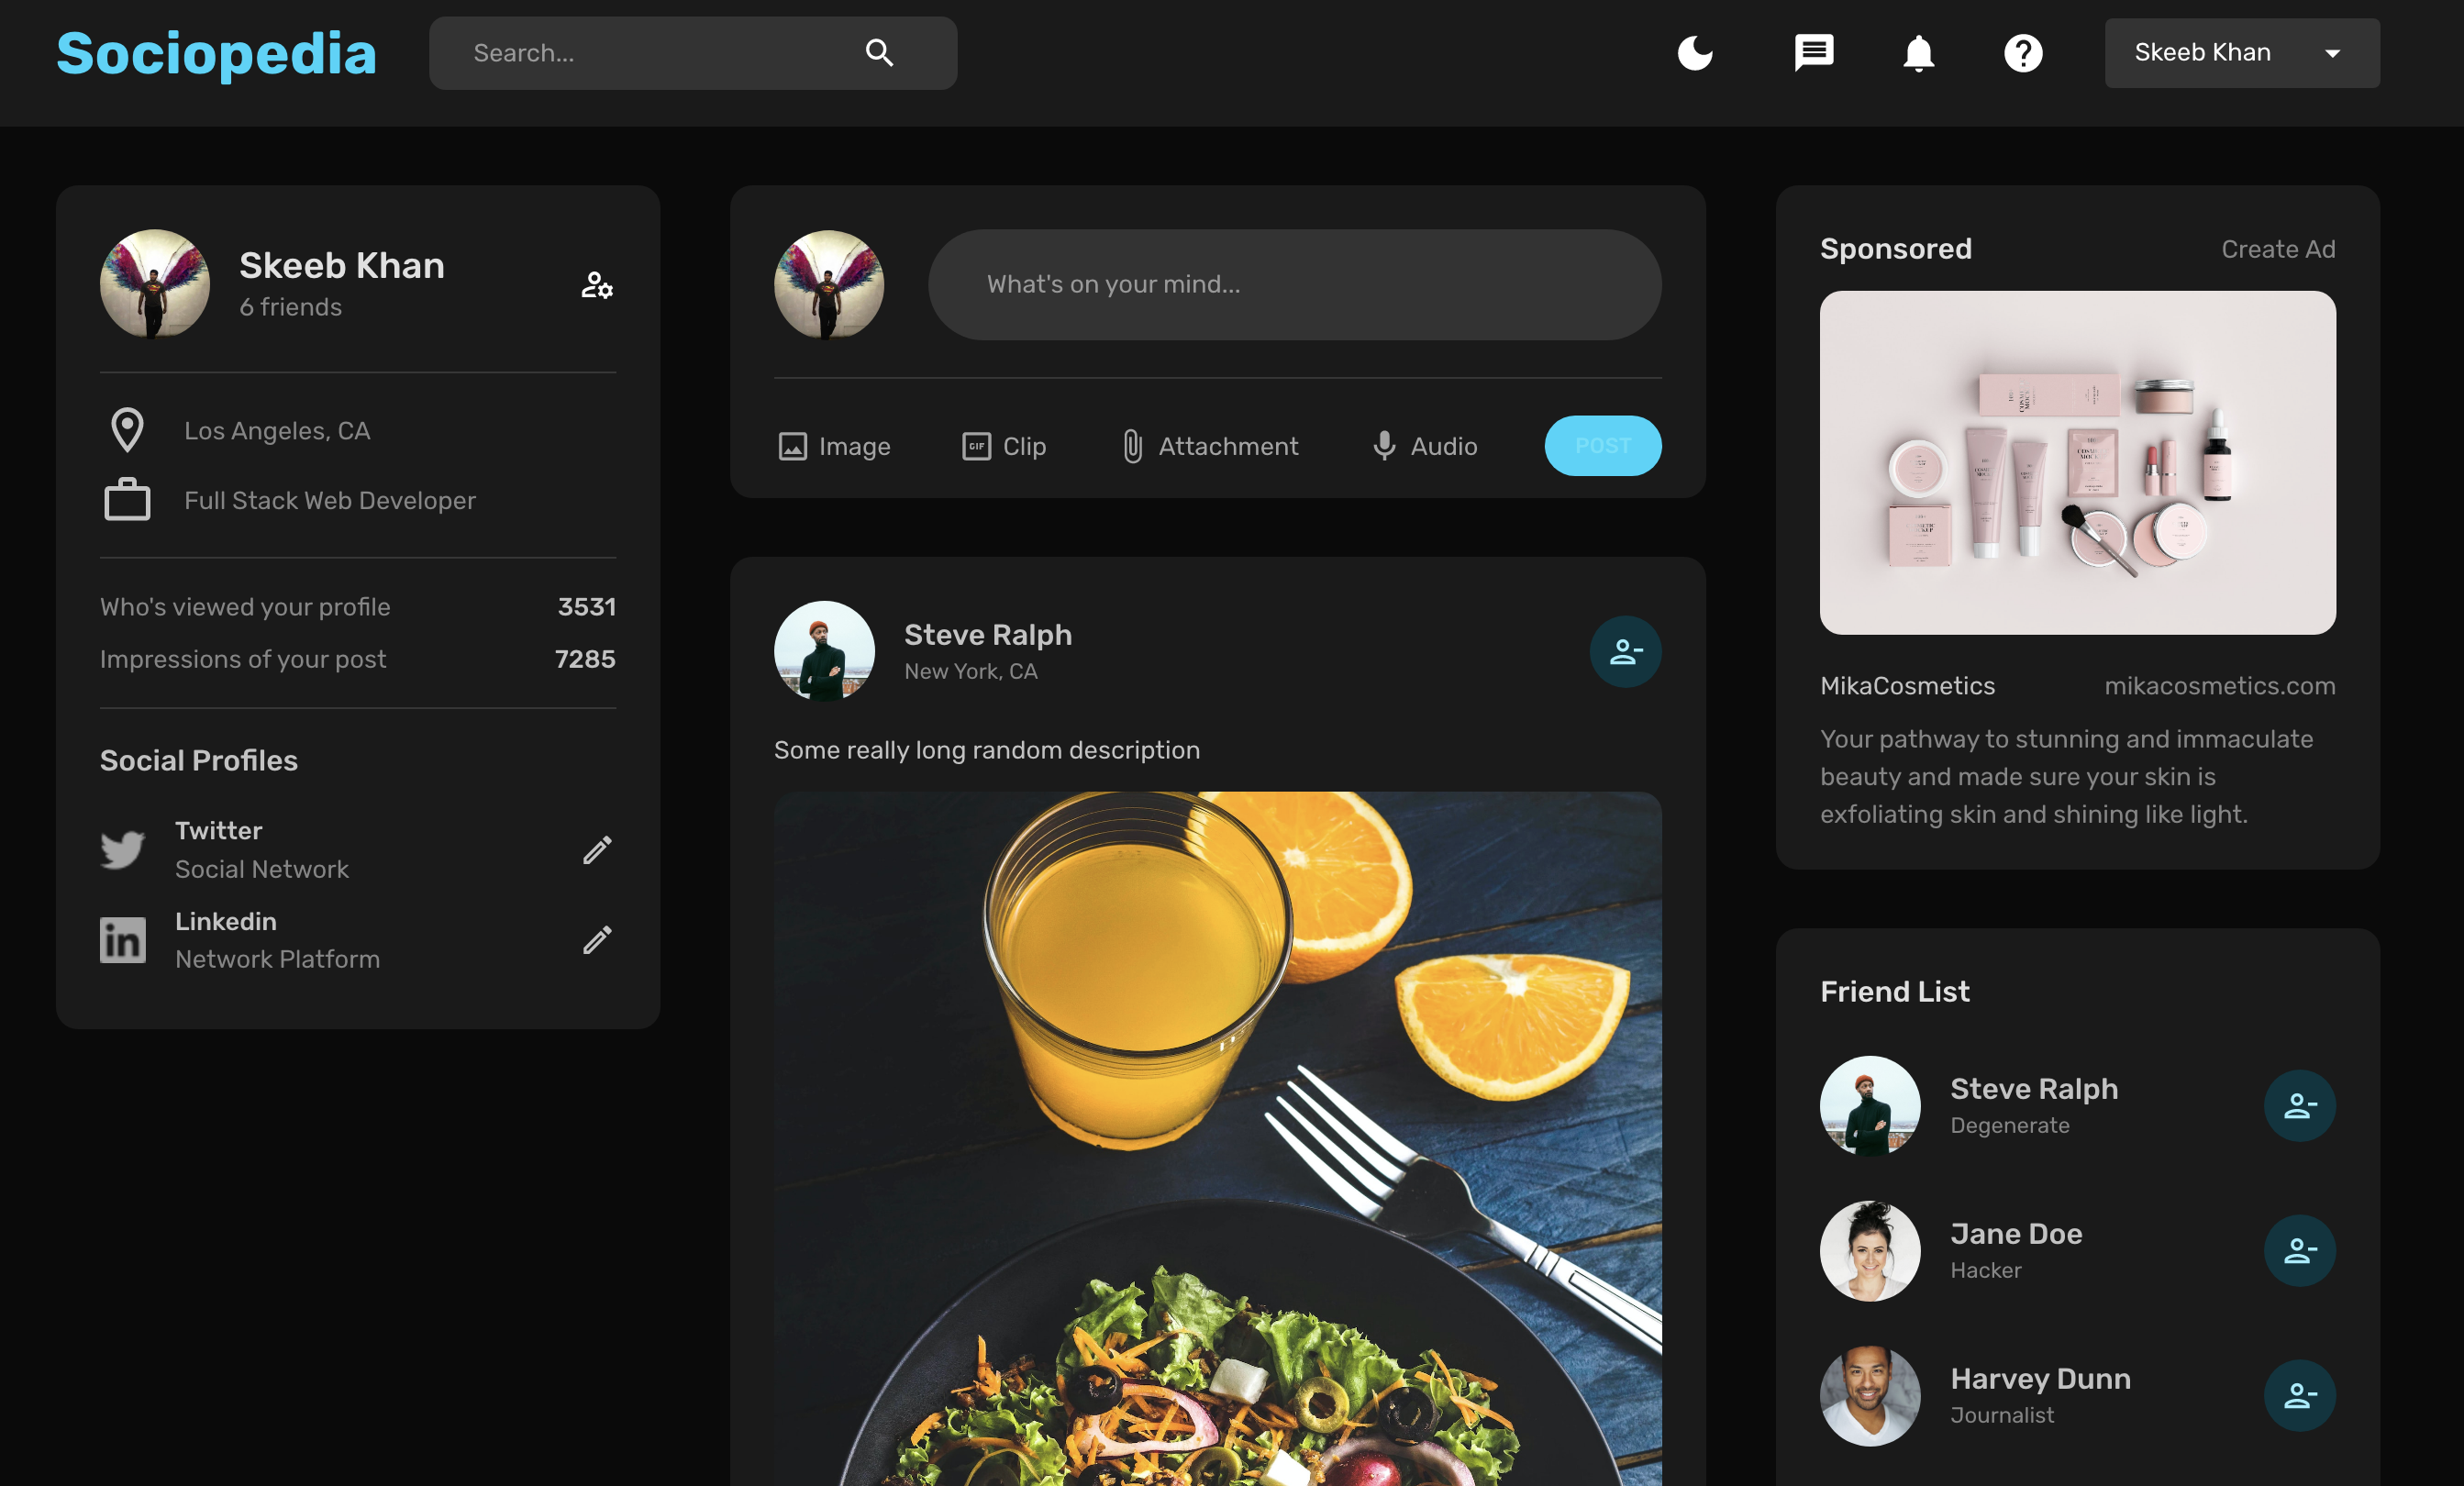 Sociopedia
Search...
Skeeb Khan
Skeeb Khan
6 friends
Los Angeles, CA
Full Stack Web Developer
Who's viewed your profile 3531
Impressions of your post 7285
Social Profiles
Twitter
Social Network
Linkedin
Network Platform
What's on your mind...
Image
GIF
Clip
Attachment
Audio
POST
Steve Ralph
New York, CA
Some really long random description
Sponsored
Create Ad
MikaCosmetics
mikacosmetics.com
Your pathway to stunning and immaculate
beauty and made sure your skin is
exfoliating skin and shining like light.
Friend List
Steve Ralph
Degenerate
Jane Doe
Hacker
Harvey Dunn
Journalist